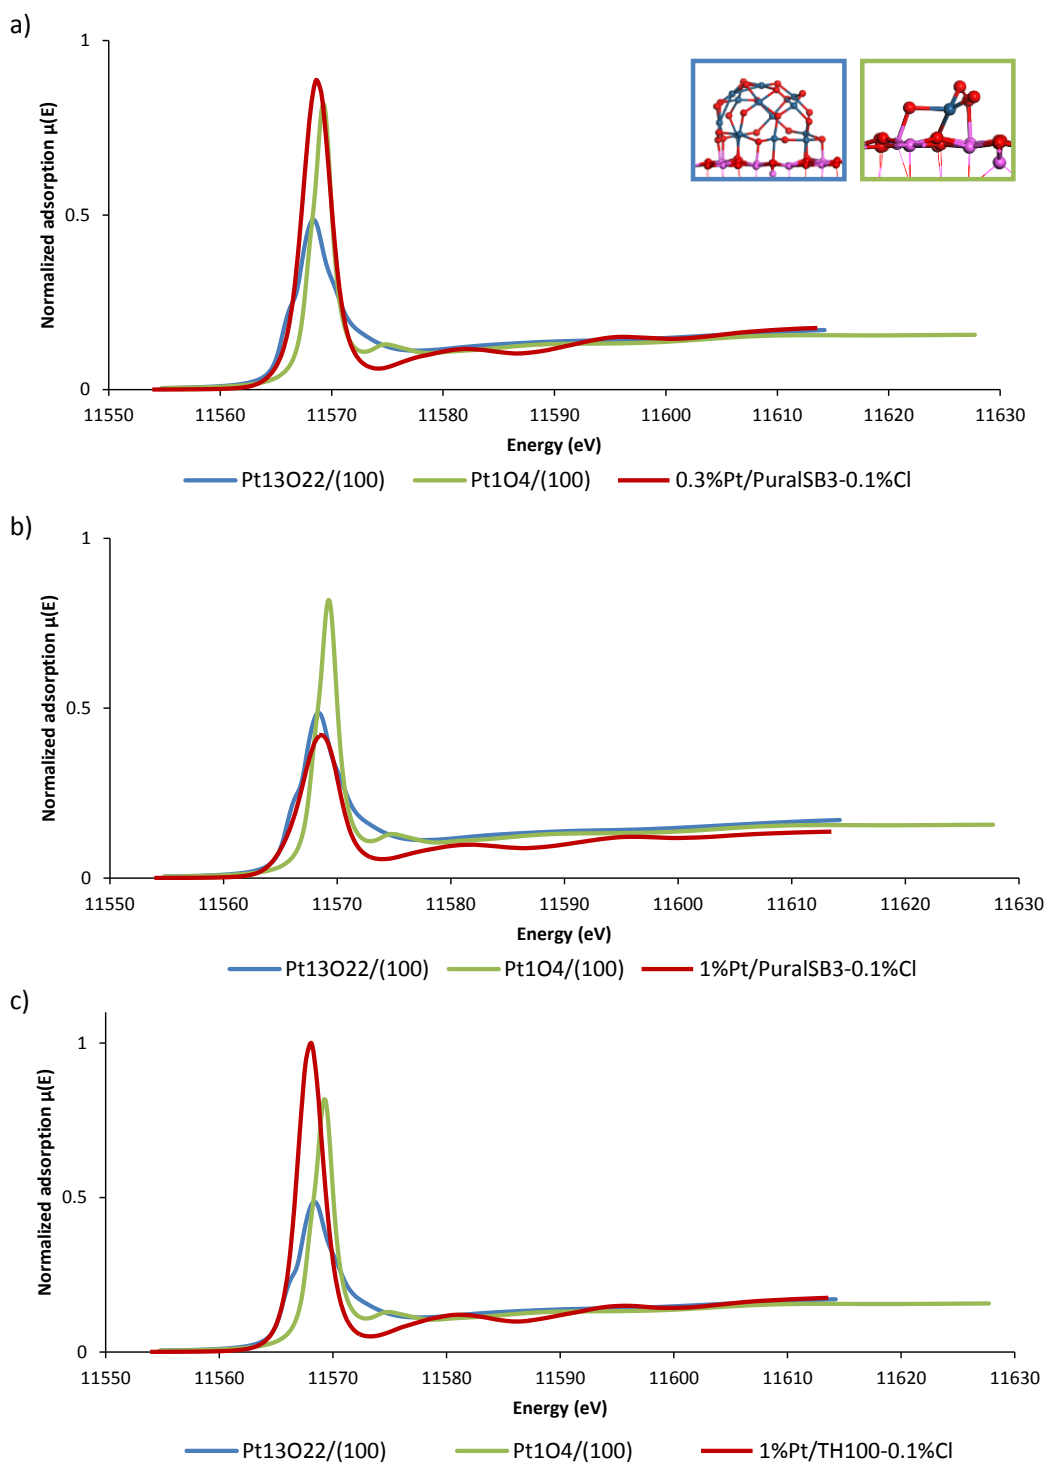 a)
1
0.5
0
Normalized adsorption μ(E)
11550 11560 11570 11580 11590 11600 11610 11620 11630
Energy (eV)
Pt13O22/(100) Pt1O4/(100) 0.3%Pt/PuralSB3-0.1%Cl
b)
1
0.5
0
Normalized adsorption μ(E)
11550 11560 11570 11580 11590 11600 11610 11620 11630
Energy (eV)
Pt13O22/(100) Pt1O4/(100) 1%Pt/PuralSB3-0.1%Cl
c)
1
0.5
0
Normalized adsorption μ(E)
11550 11560 11570 11580 11590 11600 11610 11620 11630
Energy (eV)
Pt13O22/(100) Pt1O4/(100) 1%Pt/TH100-0.1%Cl